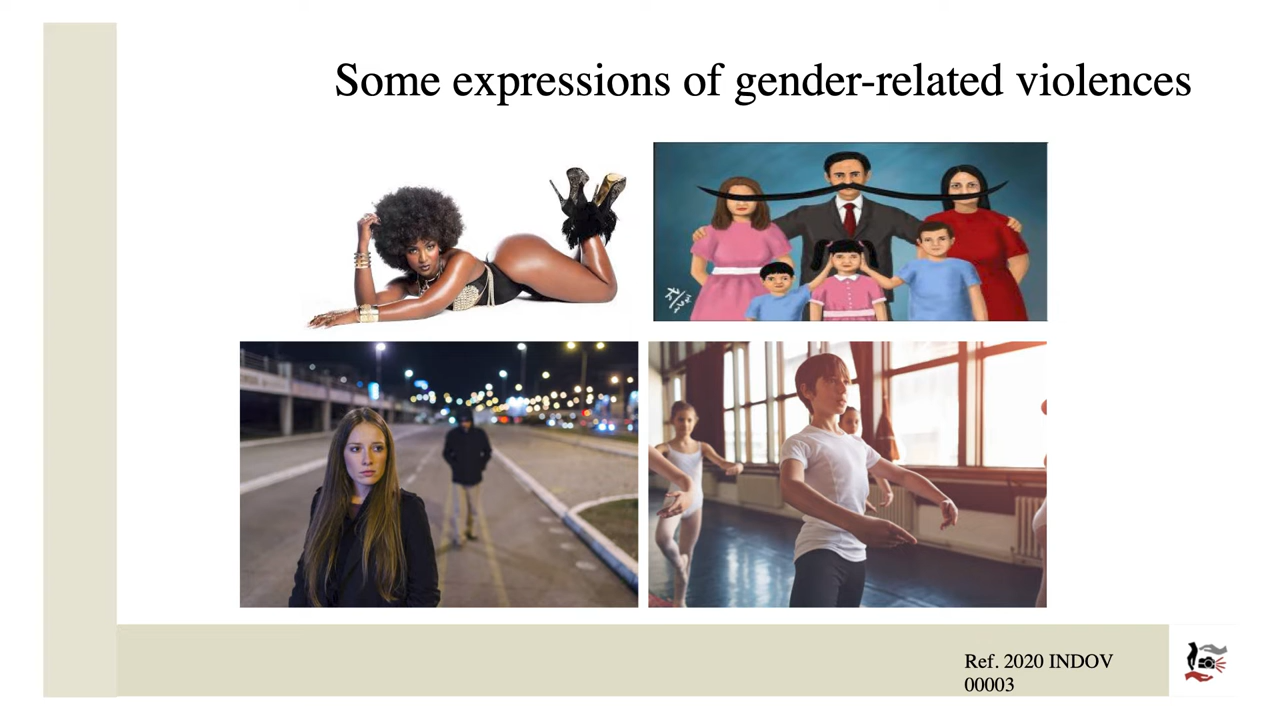 Some expressions of gender-related violences
Ref. 2020 INDOV
00003